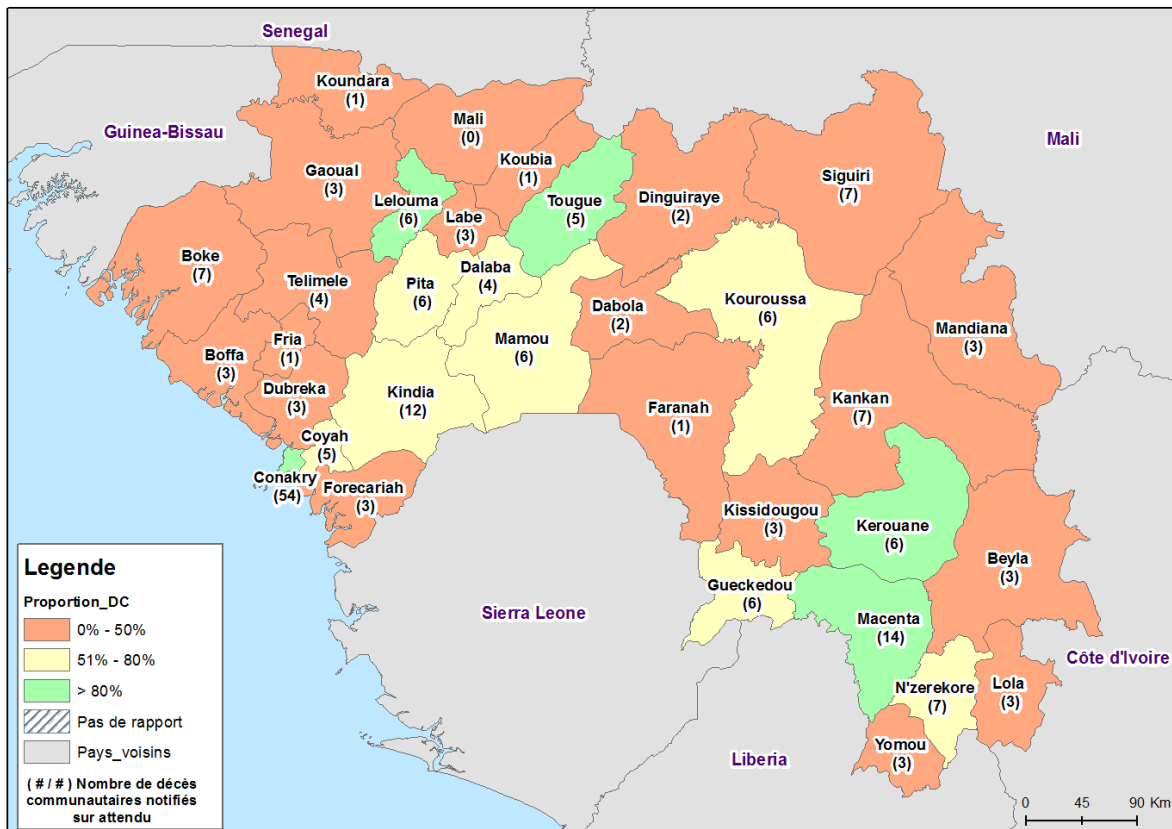 Senegal
Koundara
(1)
Guinea-Bissau
Mali
(0)
Mali
Koubia
(1)
Gaoual
(3)
Siguiri
(7)
Lelouma
(6)
Tougue
(5)
Dinguiraye
(2)
Labe
(3)
Boke
(7)
Dalaba
(4)
Telimele
(4)
Pita
(6)
Kouroussa
(6)
Dabola
(2)
Mandiana
(3)
Mamou
(6)
Fria
(1)
Boffa
(3)
Dubreka
(3)
Kindia
(12)
Kankan
(7)
Faranah
(1)
Coyah
(5)
Conakry
(54)
Forecariah
(3)
Kissidougou
(3)
Kerouane
(6)
Beyla
(3)
Gueckedou
(6)
Sierra Leone
Macenta
(14)
Côte d'Ivoire
N'zerekore
(7)
Lola
(3)
Yomou
(3)
Liberia
Legende
Proportion_DC
0% - 50%
51% - 80%
> 80%
Pas de rapport
Pays_voisins
( # / # ) Nombre de décès
communautaires notifiés
sur attendu
0 45 90 Km